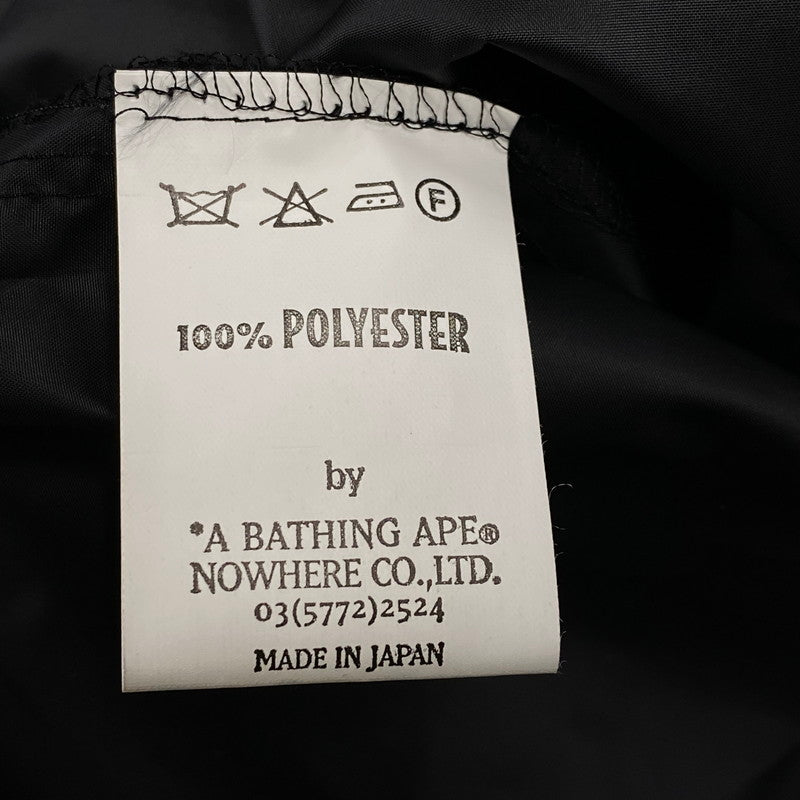 F
100% POLYESTER
by
*A BATHING APE®
NOWHERE CO.,LTD.
03(5772)2524
MADE IN JAPAN